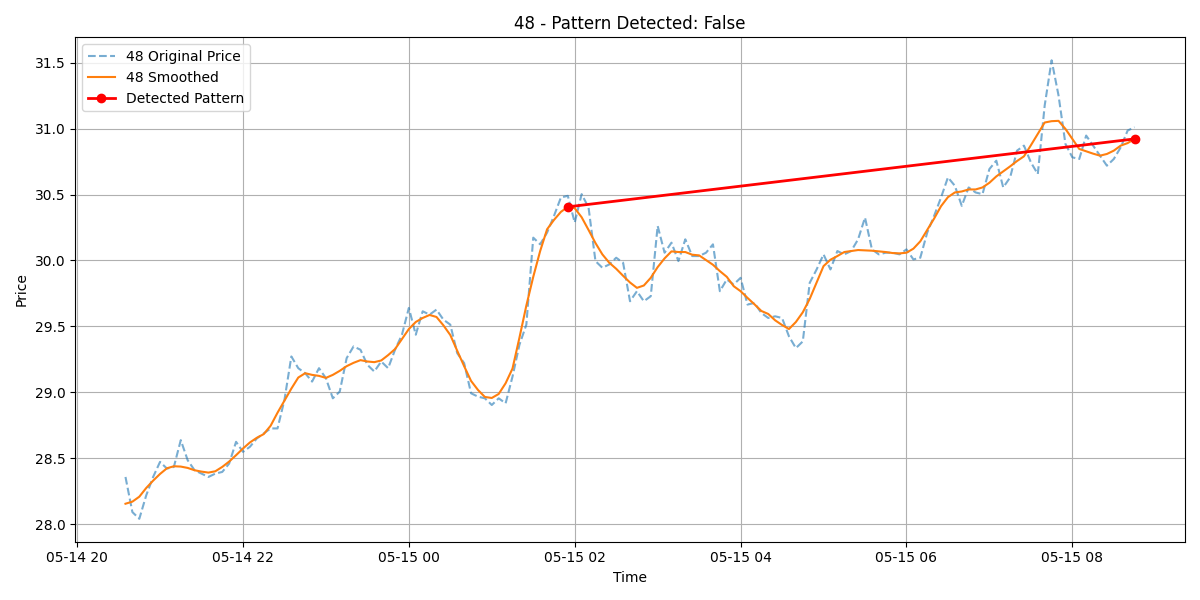 48 - Pattern Detected: False
48 Original Price
48 Smoothed
Detected Pattern
Price
31.5
31.0
30.5
30.0
29.5
29.0
28.5
28.0
05-14 20 05-14 22 05-15 00 05-15 02 05-15 04 05-15 06 05-15 08
Time